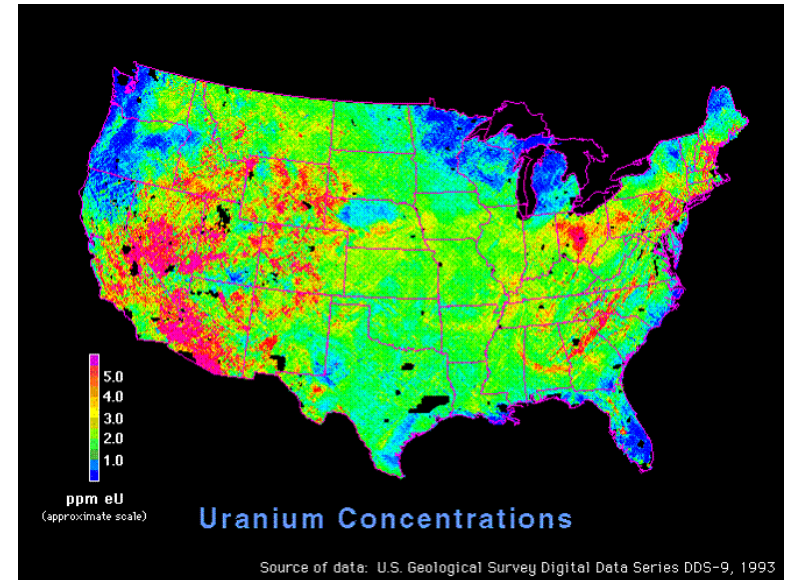 5.0
4.0
3.0
2.0
1.0
ppm eU
(approximate scale)
Uranium Concentrations
Source of data: U.S. Geological Survey Digital Data Series DDS-9, 1993